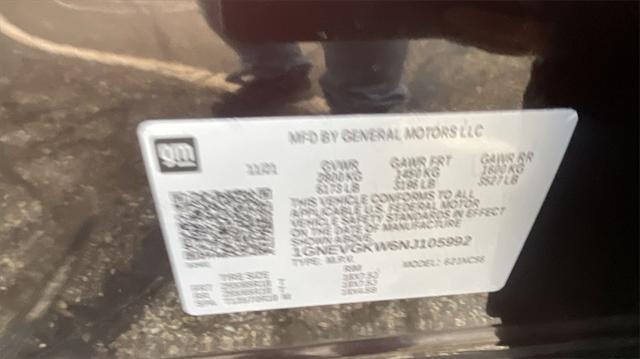 MFD BY GENERAL MOTORS LLC
gm
11/21 GVWR GAWR FRT GAWR RR
2800 KG 1450 KG 1600 KG
6173 LB 3196 LB 3527 LB
THIS VEHICLE CONFORMS TO ALL
APPLICABLE U.S. FEDERAL MOTOR
VEHICLE SAFETY STANDARDS IN EFFECT
ON THE DATE OF MANUFACTURE
SHOWN ABOVE.
1GNEVGKW6NJ105992
TYPE: M.P.V. MODEL:
TIRE SIZE